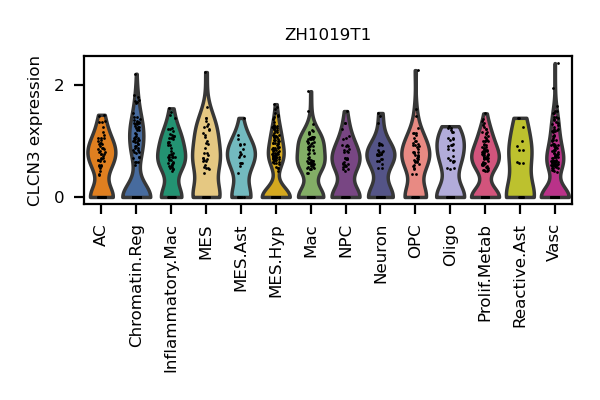 ZH1019T1
CLCN3 expression
2
0
AC
Chromatin.Reg
Inflammatory.Mac
MES
MES.Ast
MES.Hyp
Mac
NPC
Neuron
OPC
Oligo
Prolif.Metab
Reactive.Ast
Vasc